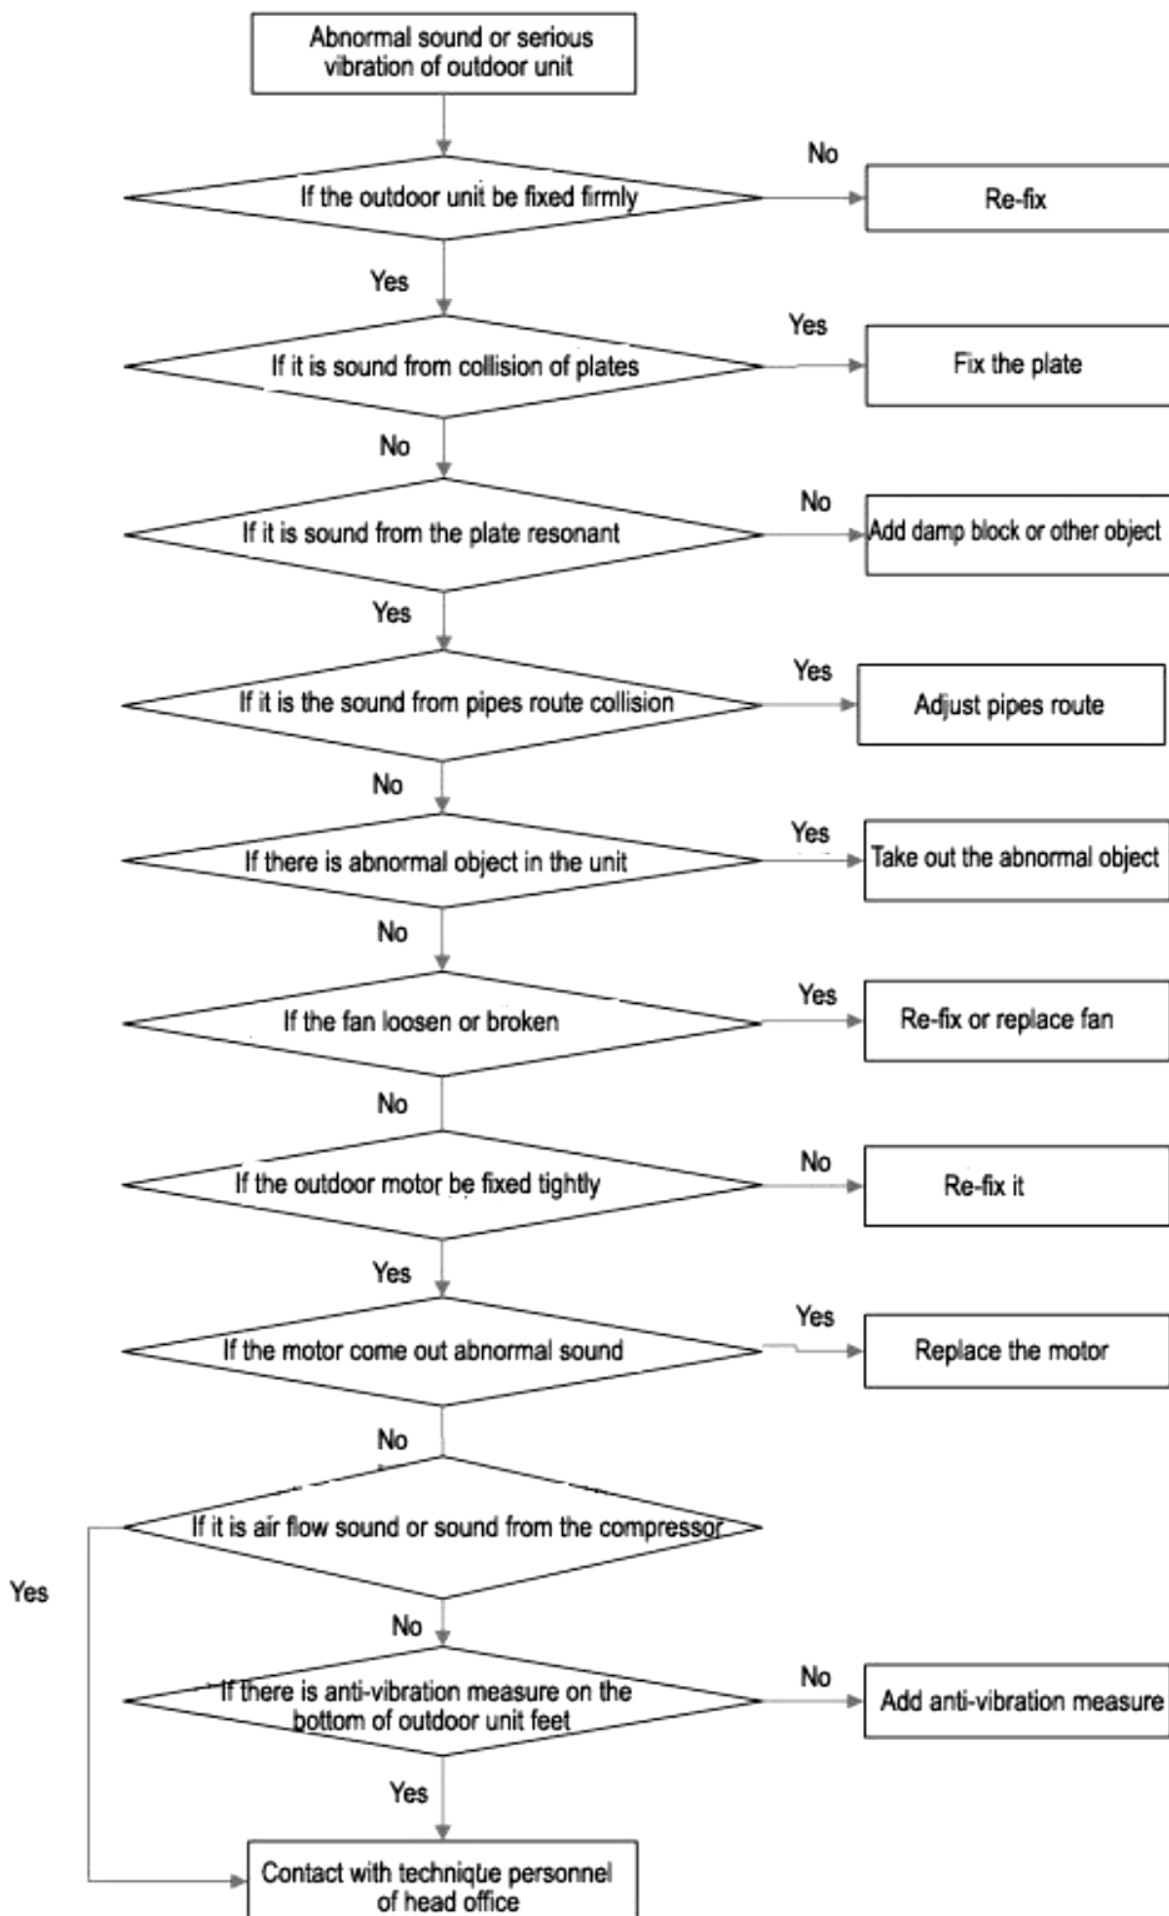 Abnormal sound or serious
vibration of outdoor unit
No
If the outdoor unit be fixed firmly
Re-fix
Yes
Yes
If it is sound from collision of plates
Fix the plate
No
No
If it is sound from the plate resonant
Add damp block or other object
Yes
Yes
If it is the sound from pipes route collision
Adjust pipes route
No
Yes
If there is abnormal object in the unit
Take out the abnormal object
No
Yes
If the fan loosen or broken
Re-fix or replace fan
No
No
If the outdoor motor be fixed tightly
Re-fix it
Yes
Yes
If the motor come out abnormal sound
Replace the motor
No
If it is air flow sound or sound from the compressor
Yes
No
No
If there is anti-vibration measure on the
bottom of outdoor unit feet
Add anti-vibration measure
Yes
Contact with technique personnel
of head office